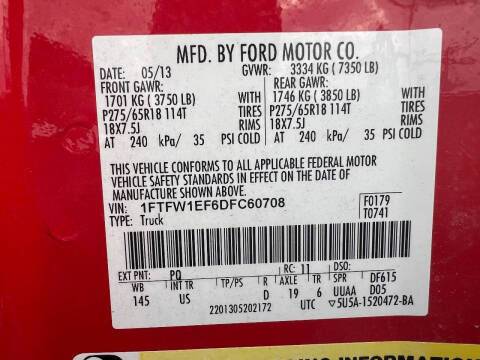 MFD. BY FORD MOTOR CO.
DATE: 05/13 GVWR: 3334 KG ( 7350 LB)
FRONT GAWR: REAR GAWR:
1701 KG ( 3750 LB) WITH 1746 KG ( 3850 LB) WITH
P275/65R18 114T TIRES P275/65R18 114T TIRES
18X7.5J RIMS 18X7.5J RIMS
AT 240 kPa/ 35 PSI COLD AT 240 kPa/ 35 PSI COLD
THIS VEHICLE CONFORMS TO ALL APPLICABLE FEDERAL MOTOR
VEHICLE SAFETY STANDARDS IN EFFECT ON THE DATE OF
MANUFACTURE SHOWN ABOVE.
VIN: 1FTFW1EF6DFC60708 F0179
TYPE: Truck T0741
EXT PNT: PQ RC: 11 DSO:
WB INT TR TP/PS R AXLE TR SPR DF615
145 US D 19 6 UUAA D05
2201305202172 UTC 5U5A-1520472-BA